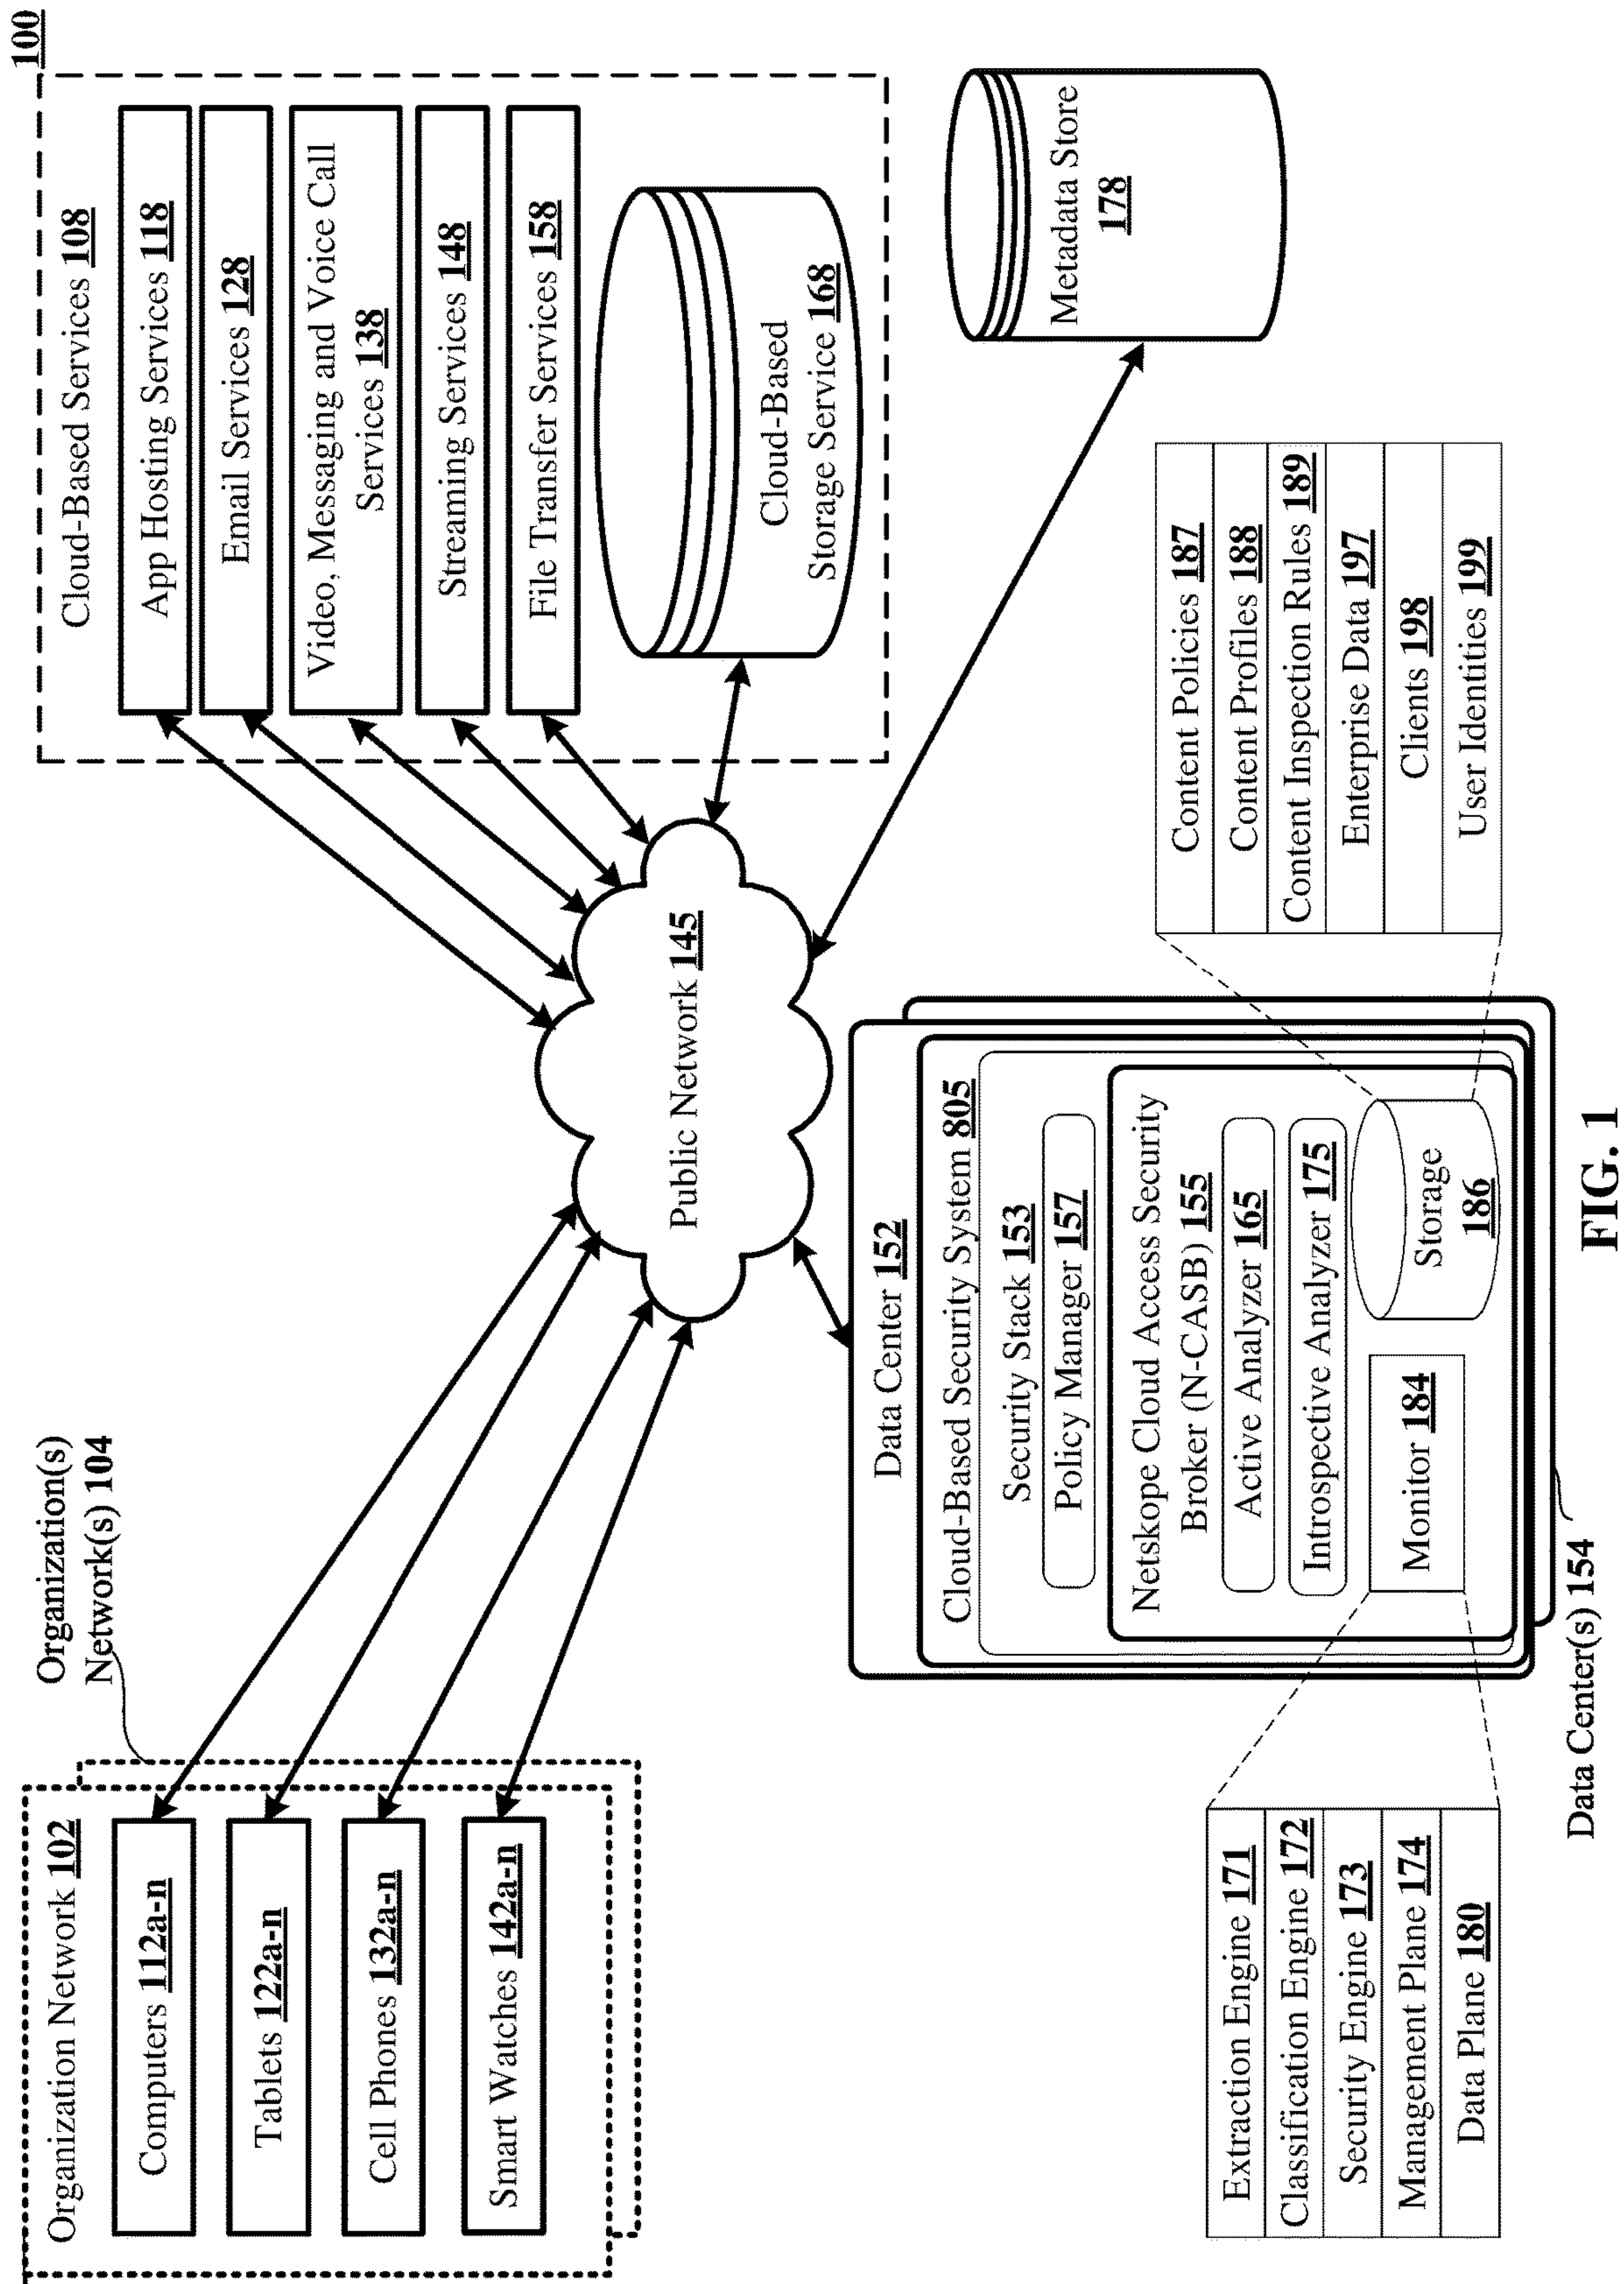 100
Organization(s)
Network(s) 104
Organization Network 102
Computers 112a-n
Tablets 122a-n
Cell Phones 132a-n
Smart Watches 142a-n
Public Network 145
Cloud-Based Services 108
App Hosting Services 118
Email Services 128
Video, Messaging and Voice Call
Services 138
Streaming Services 148
File Transfer Services 158
Cloud-Based
Storage Service 168
Metadata Store
178
Data Center 152
Cloud-Based Security System 805
Security Stack 153
Policy Manager 157
Netskope Cloud Access Security
Broker (N-CASB) 155
Active Analyzer 165
Introspective Analyzer 175
Monitor 184
Storage
186
Extraction Engine 171
Classification Engine 172
Security Engine 173
Management Plane 174
Data Plane 180
Content Policies 187
Content Profiles 188
Content Inspection Rules 189
Enterprise Data 197
Clients 198
User Identities 199
Data Center(s) 154
FIG. 1